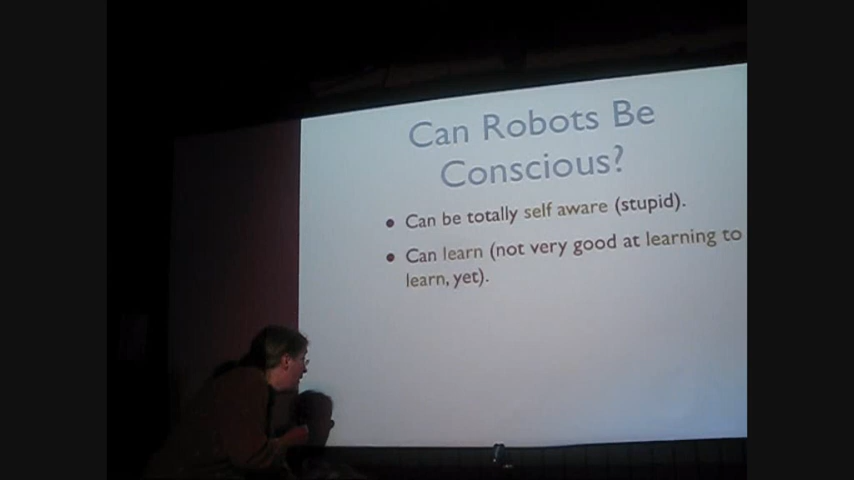 Can Robots Be
Conscious?
• Can be totally self aware (stupid).
• Can learn (not very good at learning to
learn, yet).